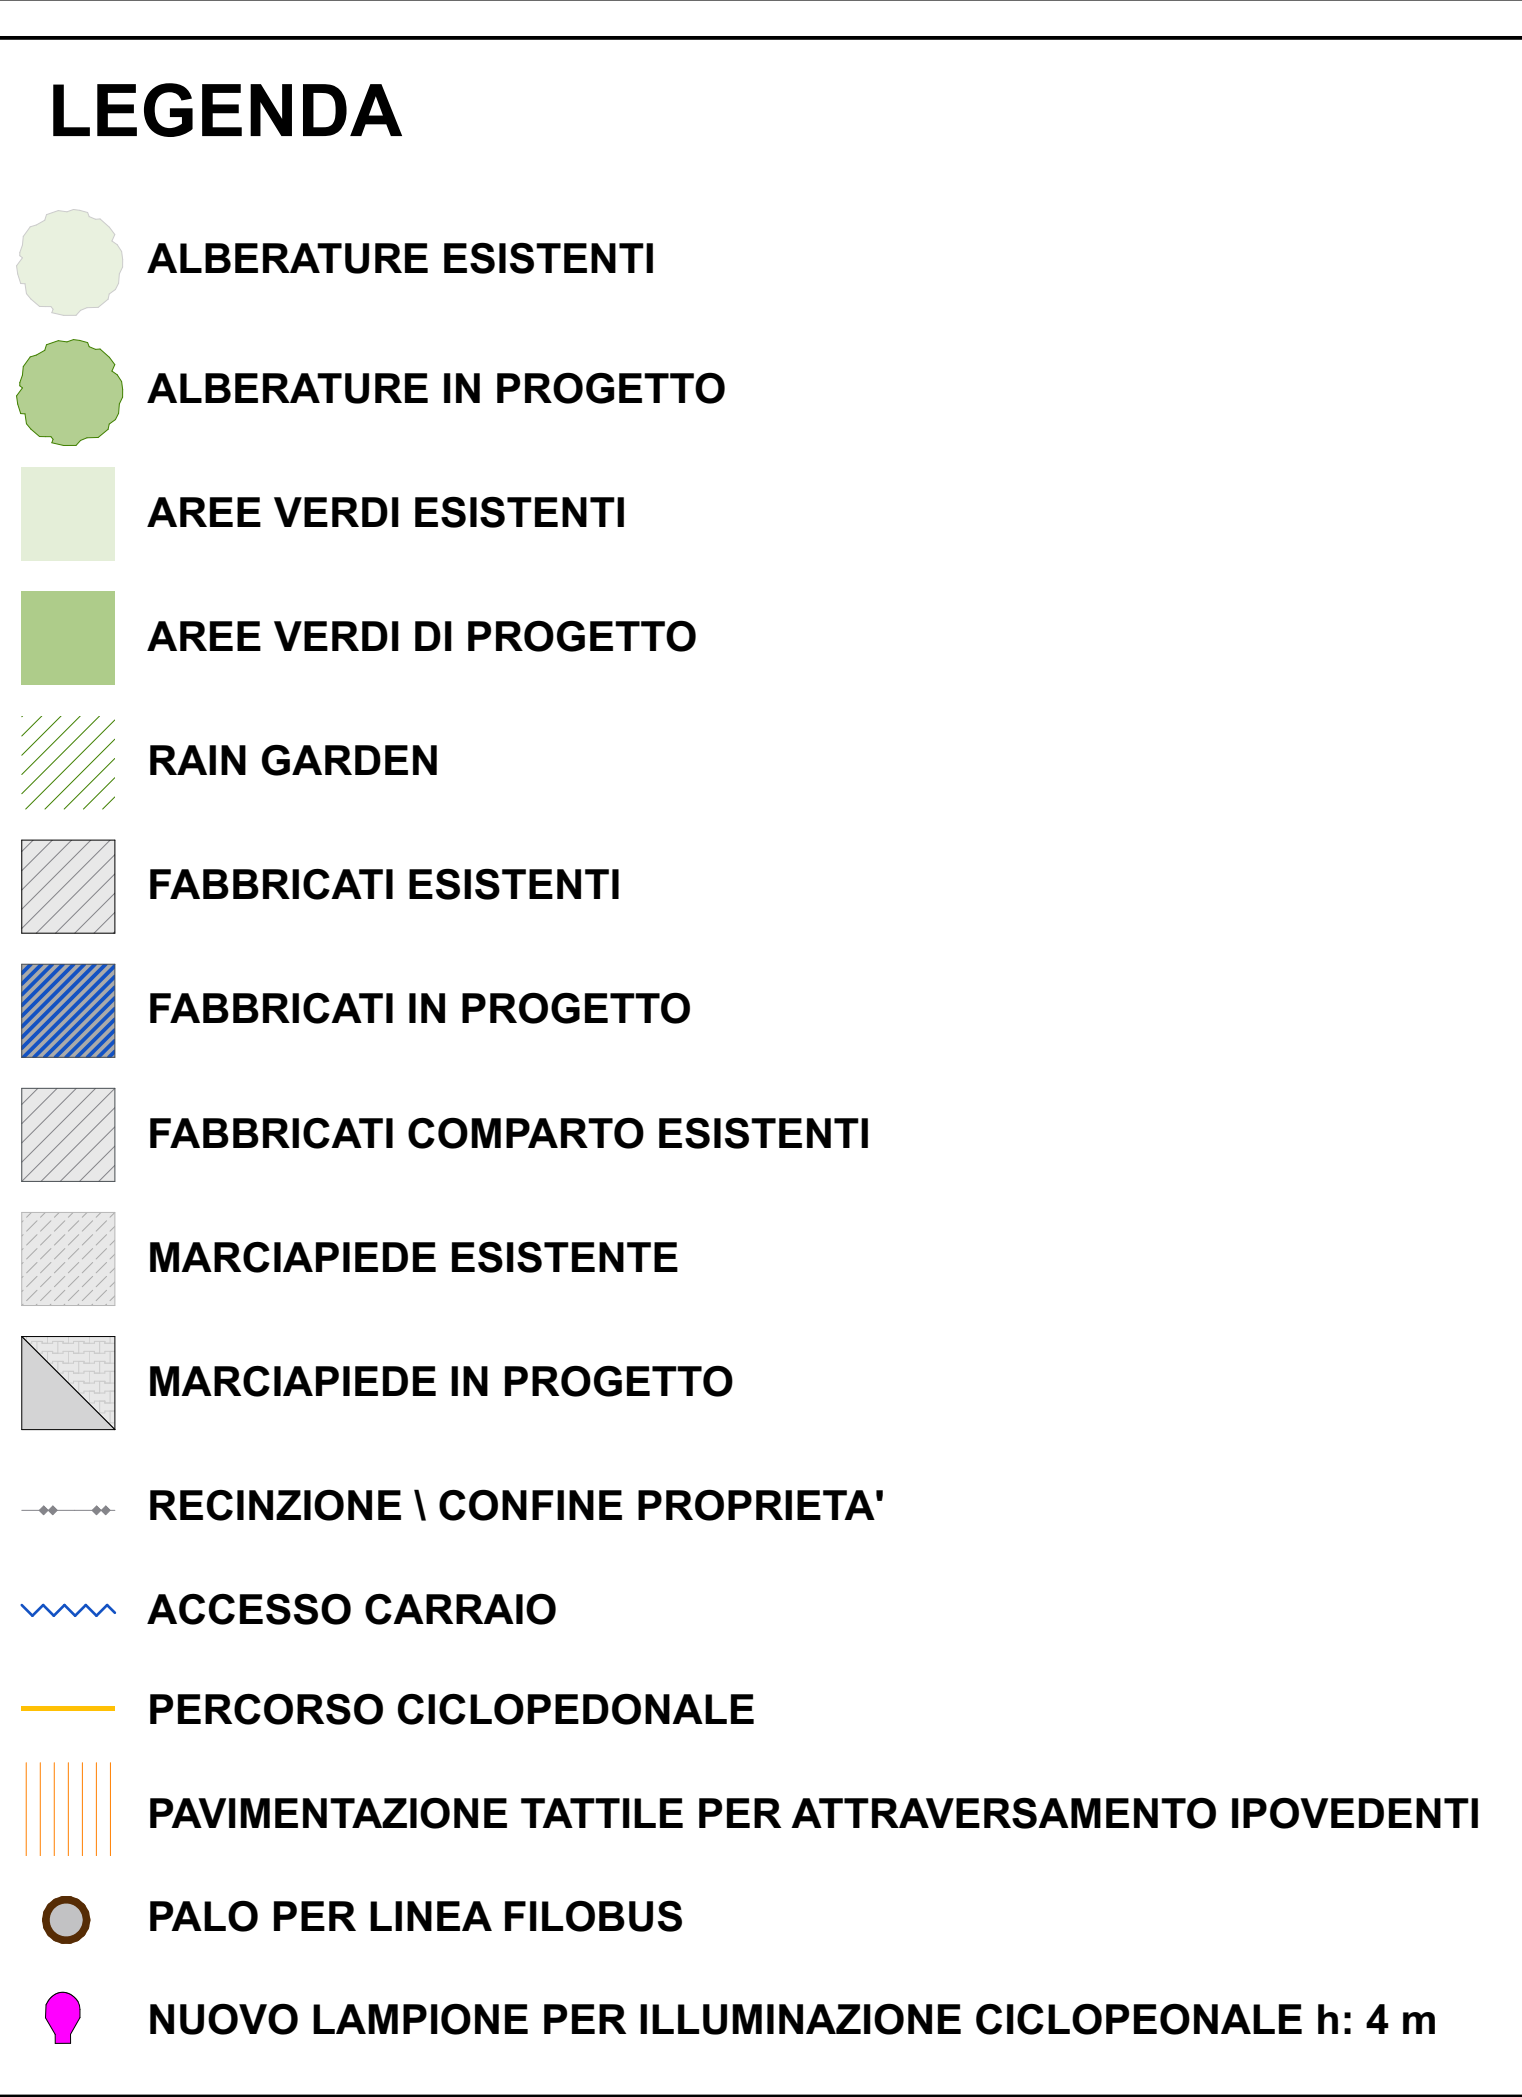 LEGENDA
ALBERATURE ESISTENTI
ALBERATURE IN PROGETTO
AREE VERDI ESISTENTI
AREE VERDI DI PROGETTO
RAIN GARDEN
FABBRICATI ESISTENTI
FABBRICATI IN PROGETTO
FABBRICATI COMPARTO ESISTENTI
MARCIAPIEDE ESISTENTE
MARCIAPIEDE IN PROGETTO
RECINZIONE \ CONFINE PROPRIETA'
ACCESSO CARRAIO
PERCORSO CICLOPEDONALE
PAVIMENTAZIONE TATTILE PER ATTRAVERSAMENTO IPOVEDENTI
PALO PER LINEA FILOBUS
NUOVO LAMPIONE PER ILLUMINAZIONE CICLOPEONALE h: 4 m